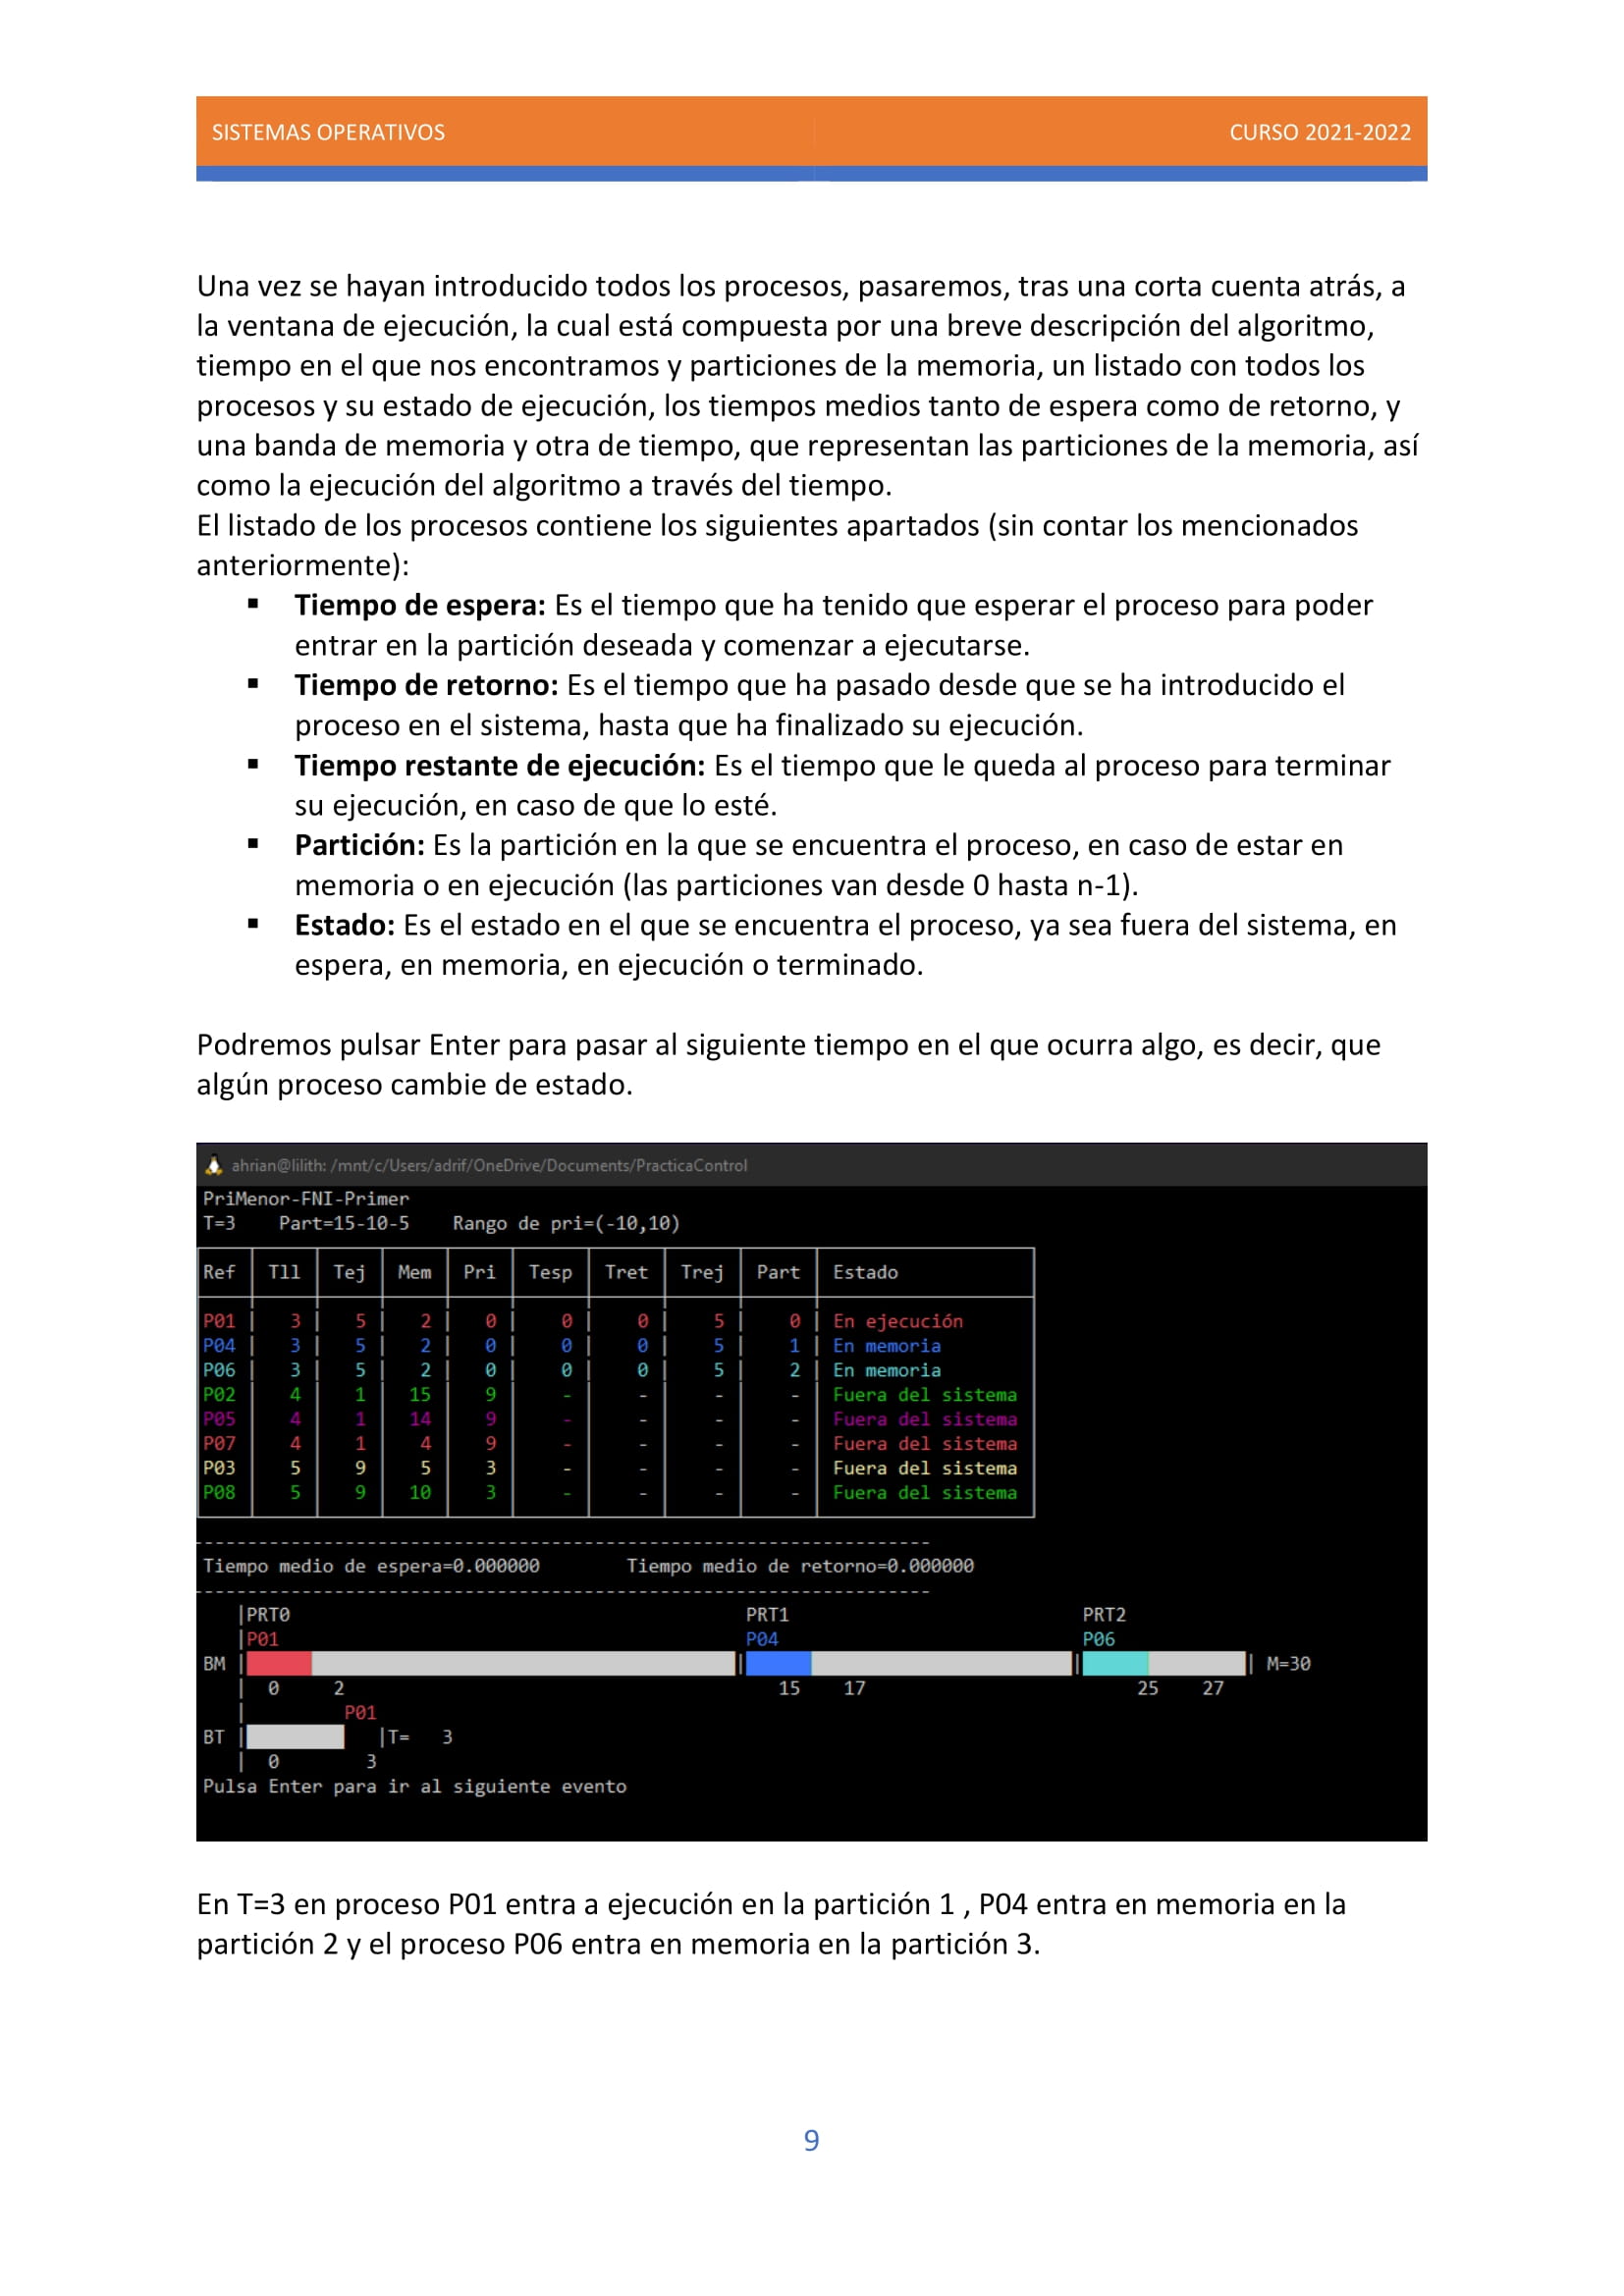 SISTEMAS OPERATIVOS CURSO 2021-2022
Una vez se hayan introducido todos los procesos, pasaremos, tras una corta cuenta atrás, a
la ventana de ejecución, la cual está compuesta por una breve descripción del algoritmo,
tiempo en el que nos encontramos y particiones de la memoria, un listado con todos los
procesos y su estado de ejecución, los tiempos medios tanto de espera como de retorno, y
una banda de memoria y otra de tiempo, que representan las particiones de la memoria, así
como la ejecución del algoritmo a través del tiempo.
El listado de los procesos contiene los siguientes apartados (sin contar los mencionados
anteriormente):
▪ Tiempo de espera: Es el tiempo que ha tenido que esperar el proceso para poder
entrar en la partición deseada y comenzar a ejecutarse.
▪ Tiempo de retorno: Es el tiempo que ha pasado desde que se ha introducido el
proceso en el sistema, hasta que ha finalizado su ejecución.
▪ Tiempo restante de ejecución: Es el tiempo que le queda al proceso para terminar
su ejecución, en caso de que lo esté.
▪ Partición: Es la partición en la que se encuentra el proceso, en caso de estar en
memoria o en ejecución (las particiones van desde 0 hasta n-1).
▪ Estado: Es el estado en el que se encuentra el proceso, ya sea fuera del sistema, en
espera, en memoria, en ejecución o terminado.
Podremos pulsar Enter para pasar al siguiente tiempo en el que ocurra algo, es decir, que
algún proceso cambie de estado.
ahrian@lilith: /mnt/c/Users/adrif/OneDrive/Documents/PracticaControl
PriMenor-FNI-Primer
T=3 Part=15-10-5 Rango de pri=(-10,10)
Ref | Tll | Tej | Mem | Pri | Tesp | Tret | Trej | Part | Estado
P01 | 3 | 5 | 2 | 0 | 0 | 0 | 5 | 0 | En ejecución
P04 | 3 | 5 | 2 | 0 | 0 | 0 | 5 | 1 | En memoria
P06 | 3 | 5 | 2 | 0 | 0 | 0 | 5 | 2 | En memoria
P02 | 4 | 1 | 15 | 9 | - | - | - | - | Fuera del sistema
P05 | 4 | 1 | 14 | 9 | - | - | - | - | Fuera del sistema
P07 | 4 | 1 | 4 | 9 | - | - | - | - | Fuera del sistema
P03 | 5 | 9 | 5 | 3 | - | - | - | - | Fuera del sistema
P08 | 5 | 9 | 10 | 3 | - | - | - | - | Fuera del sistema
Tiempo medio de espera=0.000000 Tiempo medio de retorno=0.000000
|PRT0 PRT1 PRT2
|P01 P04 P06
BM | | | | M=30
| 0 2 15 17 25 27
| P01
BT | |T= 3
| 0 3
Pulsa Enter para ir al siguiente evento
En T=3 en proceso P01 entra a ejecución en la partición 1 , P04 entra en memoria en la
partición 2 y el proceso P06 entra en memoria en la partición 3.
9